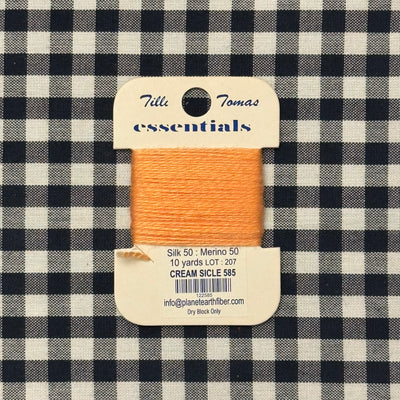 Tilli Tomas
essentials
Silk 50 : Merino 50
10 yards LOT : 207
CREAM SICLE 585
122585
info@planetearthfiber.com
Dry Block Only